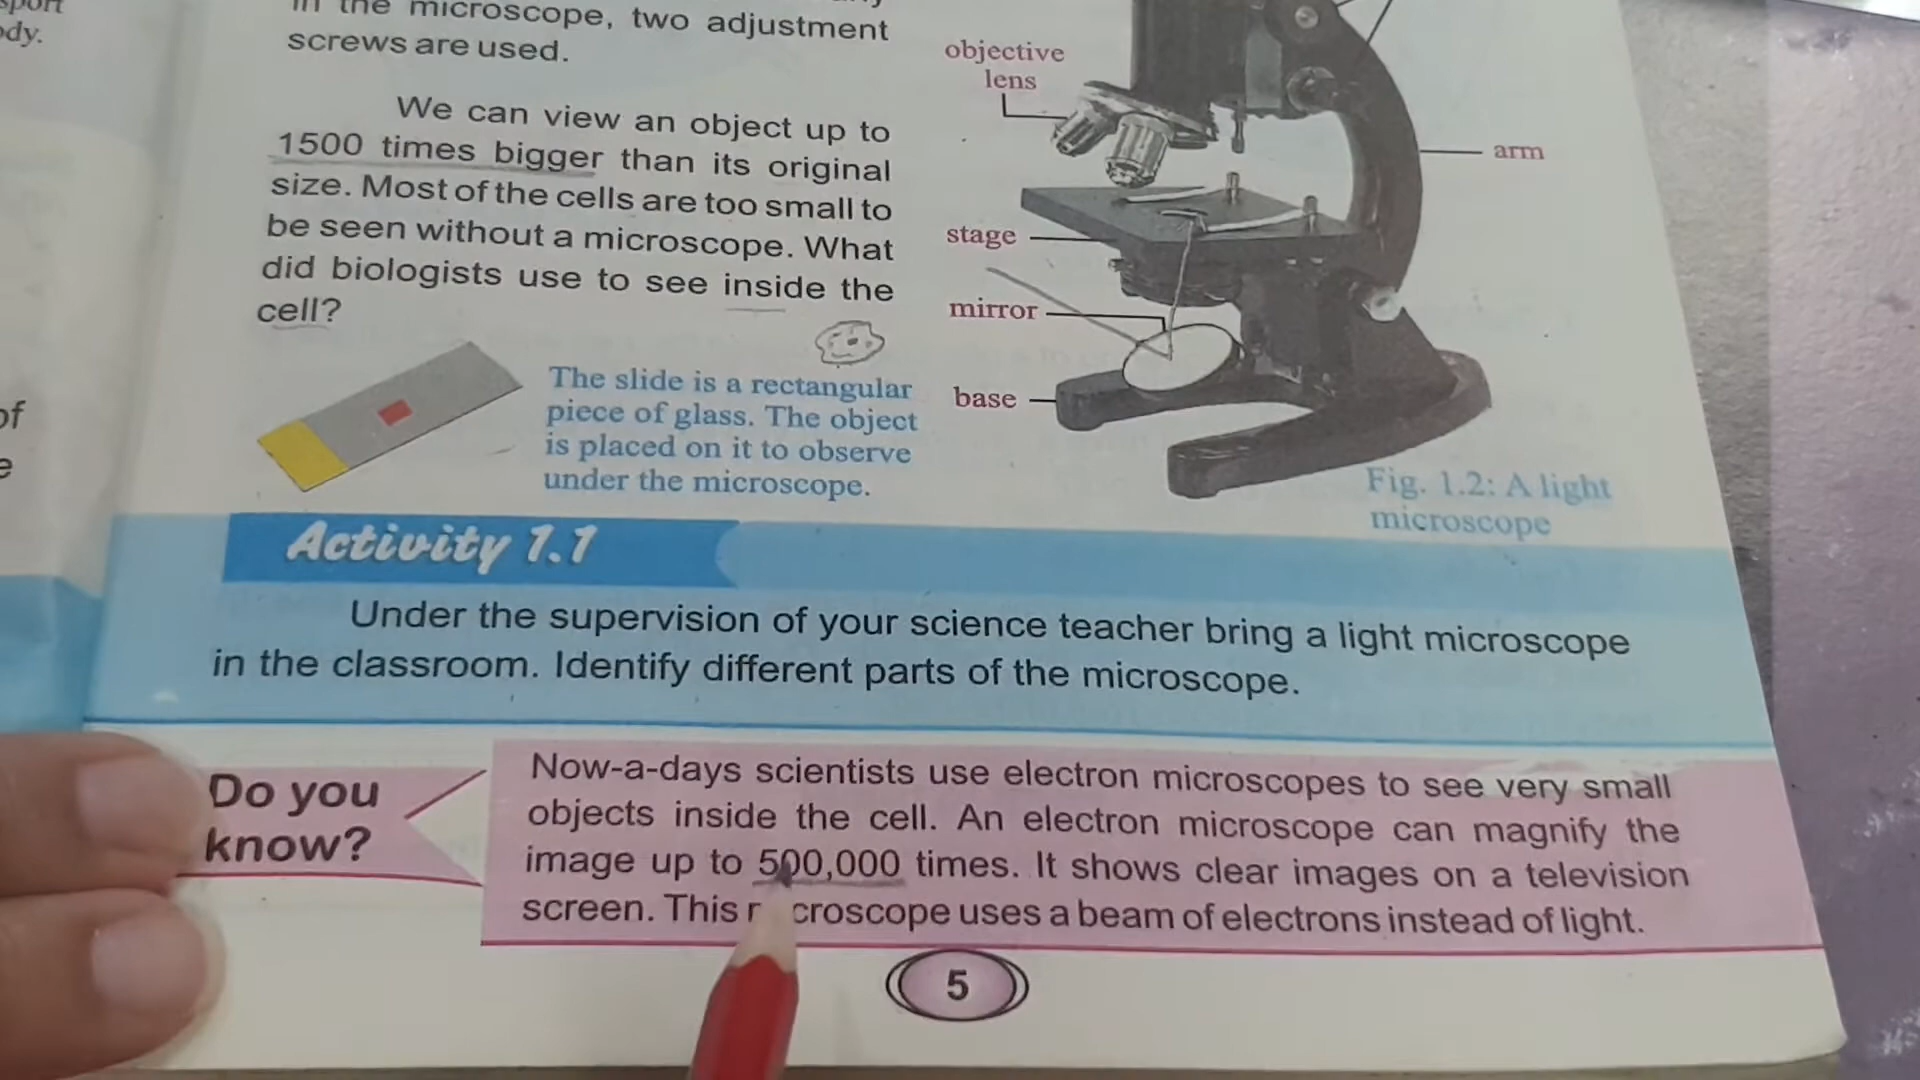 sport
ody.
of
e
in the microscope, two adjustment
screws are used.
We can view an object up to
1500 times bigger than its original
size. Most of the cells are too small to
be seen without a microscope. What
did biologists use to see inside the
cell?
The slide is a rectangular
piece of glass. The object
is placed on it to observe
under the microscope.
objective
lens
arm
stage
mirror
base
Fig. 1.2: A light
microscope
Activity 1.1
Under the supervision of your science teacher bring a light microscope
in the classroom. Identify different parts of the microscope.
Do you
know?
Now-a-days scientists use electron microscopes to see very small
objects inside the cell. An electron microscope can magnify the
image up to 500,000 times. It shows clear images on a television
screen. This croscope uses a beam of electrons instead of light.
5